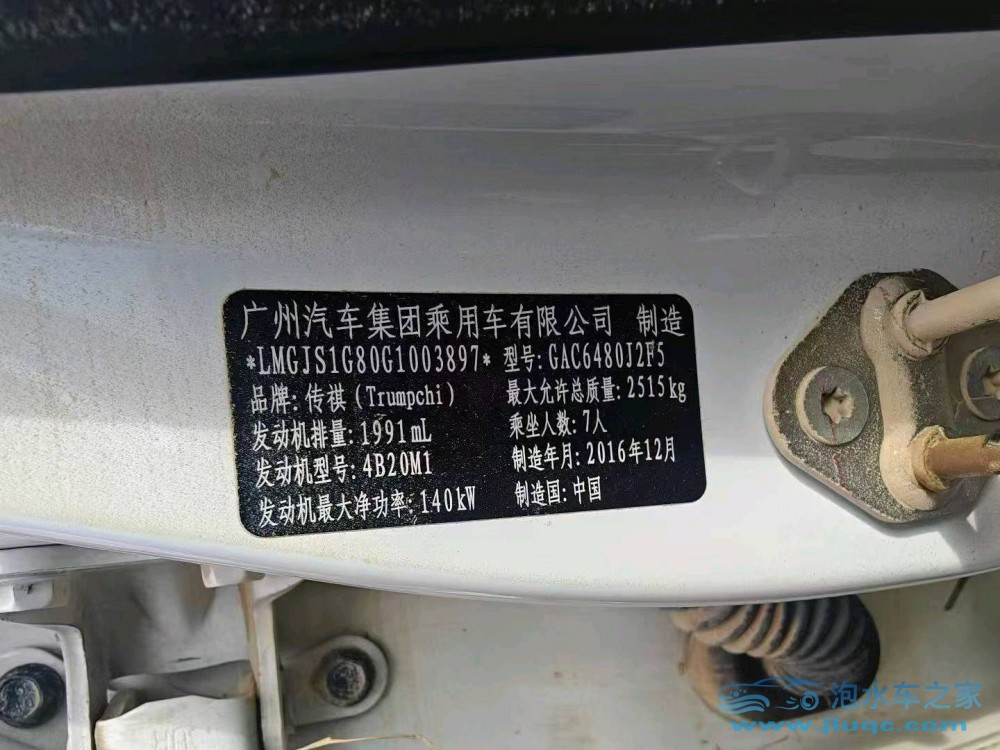 广州汽车集团乘用车有限公司 制造
*LMGJS1G80G1003897* 型号: GAC6480J2F5
品牌: 传祺 (Trumpchi) 最大允许总质量: 2515kg
发动机排量: 1991mL 乘坐人数: 7人
发动机型号: 4B20M1 制造年月: 2016年12月
发动机最大净功率: 140kW 制造国: 中国
泡水车之家
www.jluqc.com